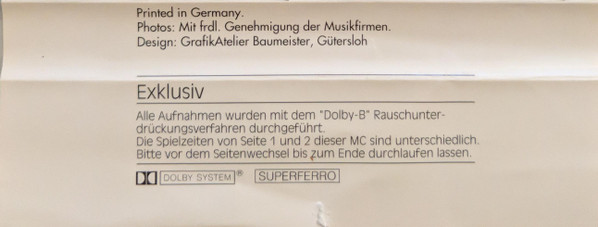 Printed in Germany.
Photos: Mit frdl. Genehmigung der Musikfirmen.
Design: GrafikAtelier Baumeister, Gütersloh
Exklusiv
Alle Aufnahmen wurden mit dem "Dolby-B" Rauschunter-
drückungsverfahren durchgeführt.
Die Spielzeiten von Seite 1 und 2 dieser MC sind unterschiedlich.
Bitte vor dem Seitenwechsel bis zum Ende durchlaufen lassen.
DOLBY SYSTEM® SUPERFERRO